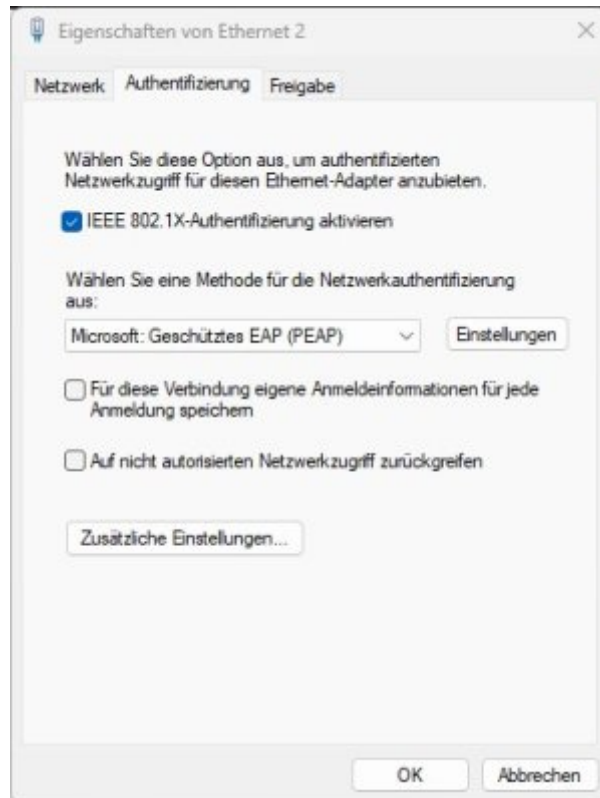 Eigenschaften von Ethernet 2
Netzwerk Authentifizierung Freigabe
Wählen Sie diese Option aus, um authentifizierten
Netzwerkzugriff für diesen Ethernet-Adapter anzubieten.
IEEE 802.1X-Authentifizierung aktivieren
Wählen Sie eine Methode für die Netzwerkauthentifizierung
aus:
Microsoft: Geschütztes EAP (PEAP) Einstellungen
Für diese Verbindung eigene Anmeldeinformationen für jede
Anmeldung speichern
Auf nicht autorisierten Netzwerkzugriff zurückgreifen
Zusätzliche Einstellungen...
OK Abbrechen